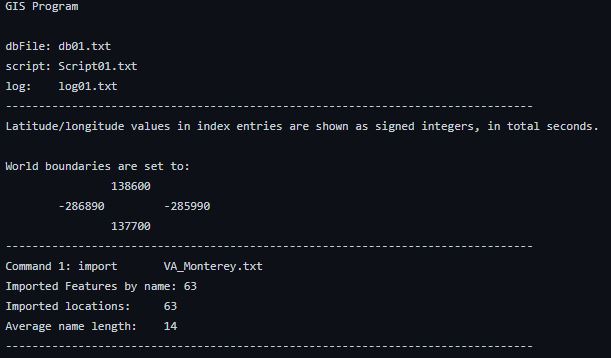 GIS Program
dbFile: db01.txt
script: Script01.txt
log:    log01.txt
--------------------------------------------------------------------------------
Latitude/longitude values in index entries are shown as signed integers, in total seconds.
World boundaries are set to:
                138600
        -286890         -285990
                137700
--------------------------------------------------------------------------------
Command 1: import       VA_Monterey.txt
Imported Features by name: 63
Imported locations:     63
Average name length:    14
--------------------------------------------------------------------------------